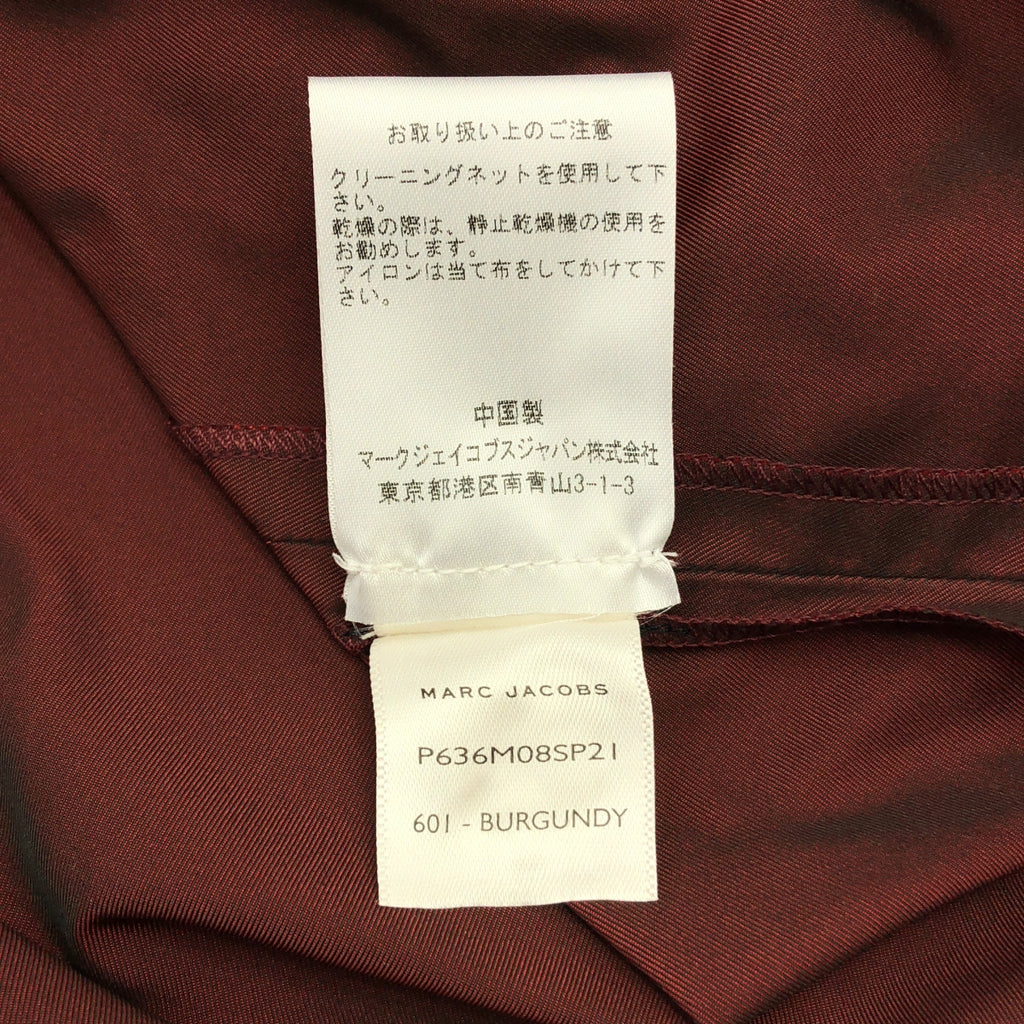 お取り扱い上のご注意
クリーニングネットを使用して下
さい。
乾燥の際は、静止乾燥機の使用を
お勧めします。
アイロンは当て布をしてかけて下
さい。
中国製
マークジェイコブスジャパン株式会社
東京都港区南青山3-1-3
MARC JACOBS
P636M08SP21
601 - BURGUNDY